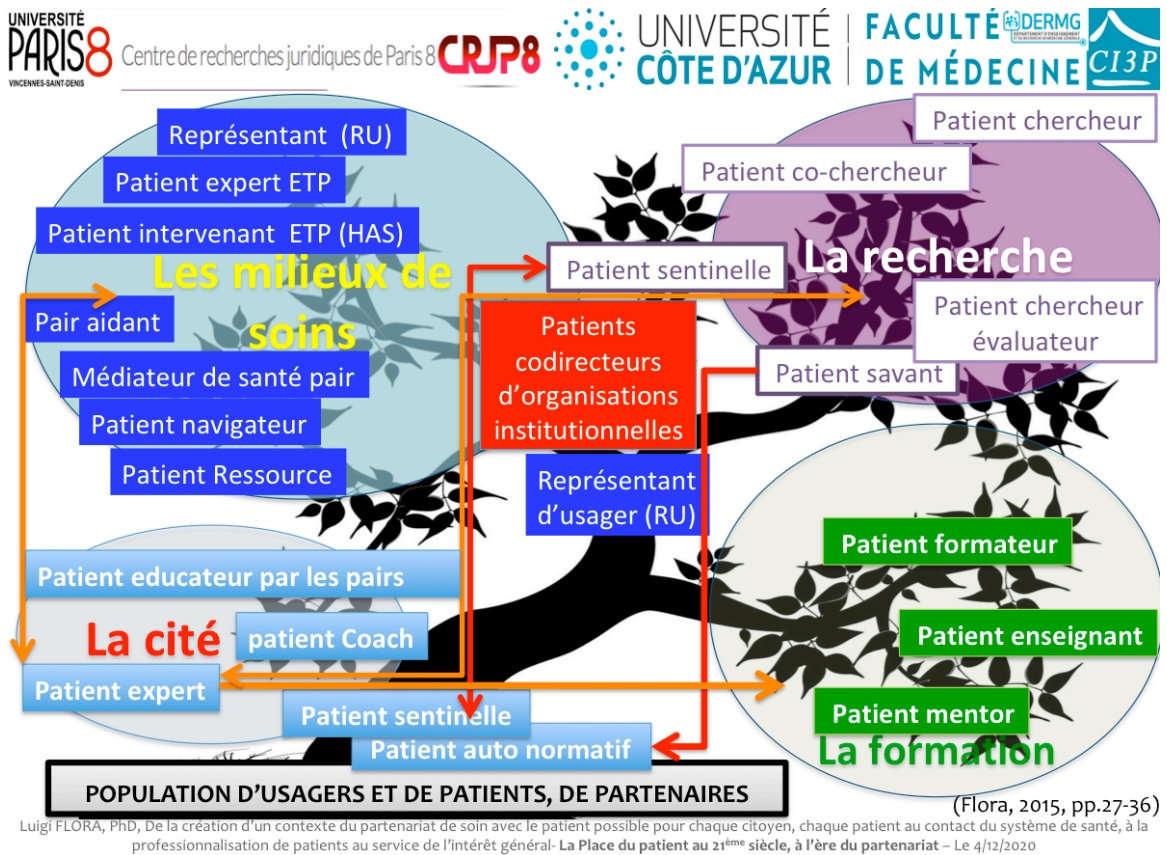 UNIVERSITÉ
PARIS8
VINCENNES-SAINT-DENIS
Centre de recherches juridiques de Paris 8
CRJP8
UNIVERSITÉ
CÔTE D'AZUR
FACULTÉ
DE MÉDECINE
DERMG
CI3P
Représentant (RU)
Patient expert ETP
Patient intervenant ETP (HAS)
Les milieux de
soins
Pair aidant
Médiateur de santé pair
Patient navigateur
Patient Ressource
Patient chercheur
Patient co-chercheur
La recherche
Patient sentinelle
Patient chercheur
évaluateur
Patient savant
Patients
codirecteurs
d'organisations
institutionnelles
Représentant
d'usager (RU)
Patient educateur par les pairs
La cité
patient Coach
Patient expert
Patient sentinelle
Patient auto normatif
Patient formateur
Patient enseignant
Patient mentor
La formation
POPULATION D'USAGERS ET DE PATIENTS, DE PARTENAIRES
(Flora, 2015, pp.27-36)
Luigi FLORA, PhD, De la création d'un contexte du partenariat de soin avec le patient possible pour chaque citoyen, chaque patient au contact du système de santé, à la
professionnalisation de patients au service de l'intérêt général- La Place du patient au 21ème siècle, à l'ère du partenariat – Le 4/12/2020